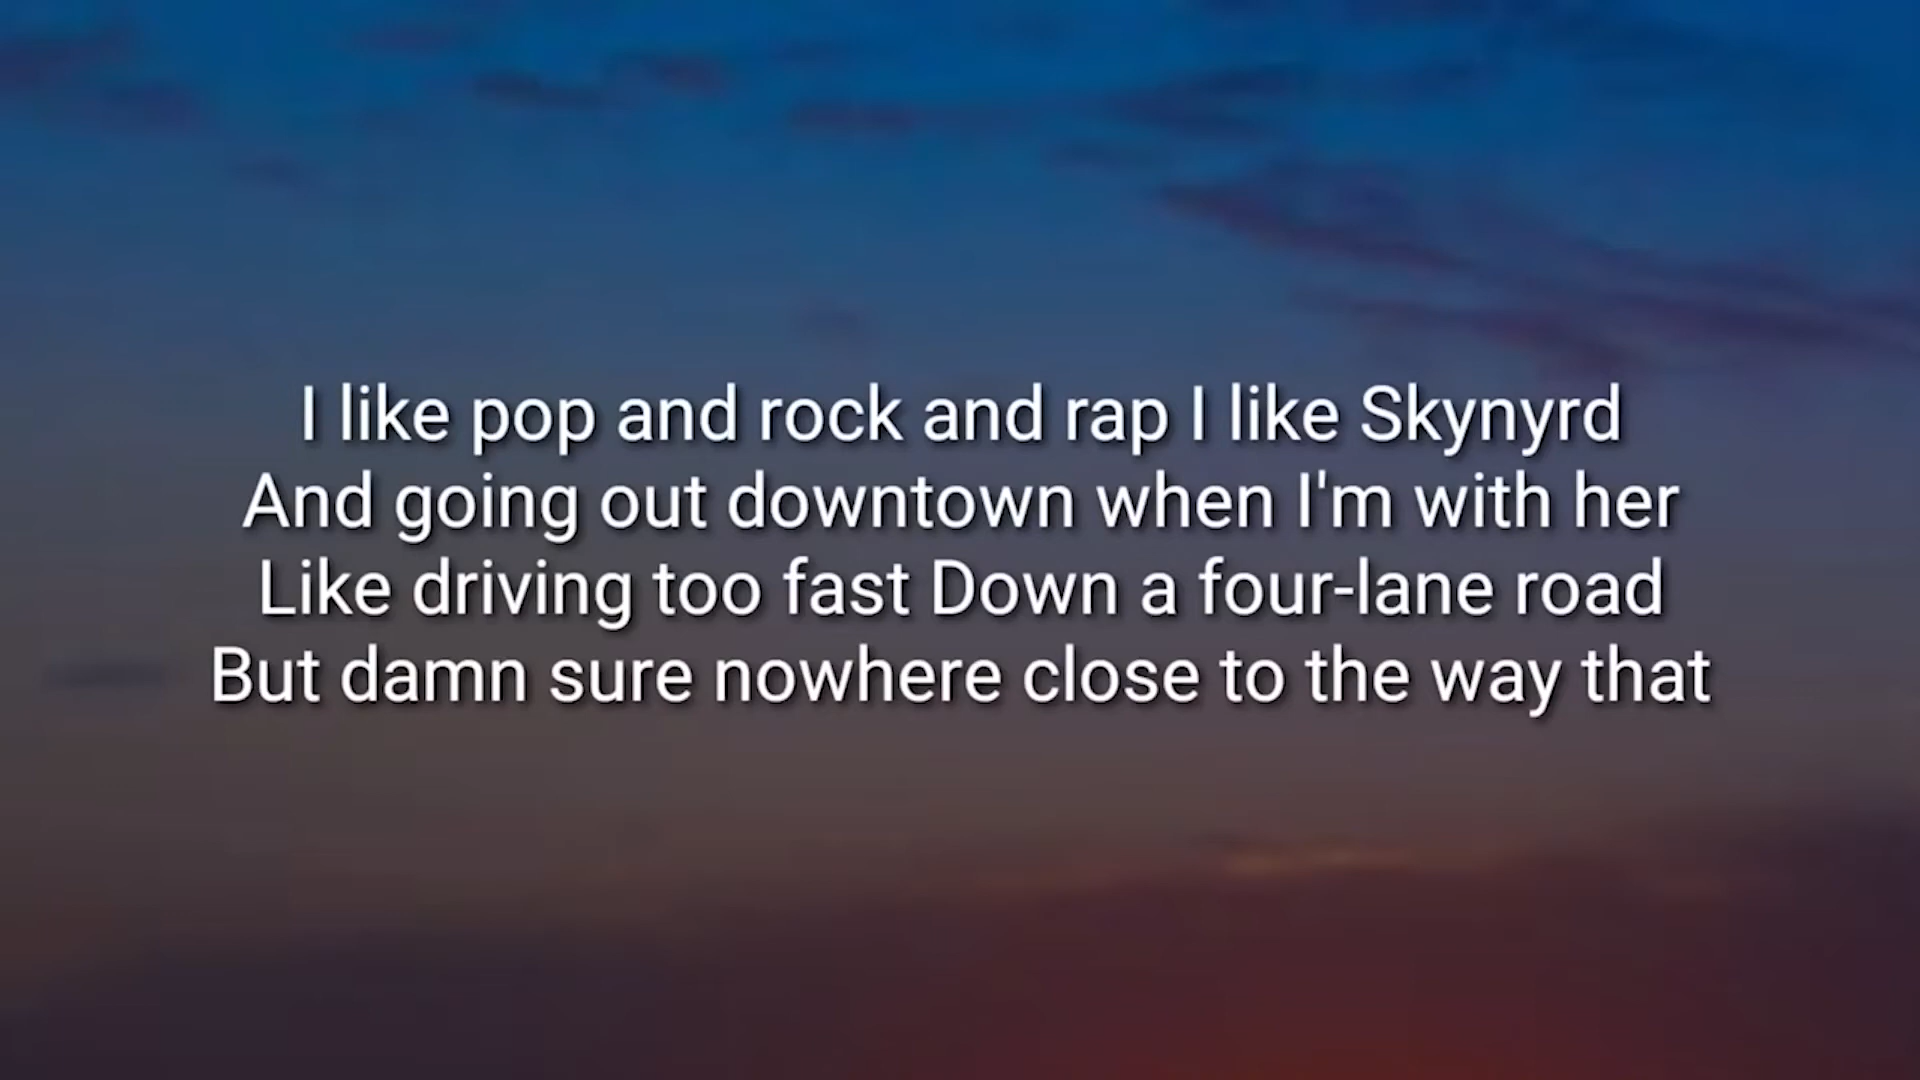 I like pop and rock and rap I like Skynyrd
And going out downtown when I'm with her
Like driving too fast Down a four-lane road
But damn sure nowhere close to the way that